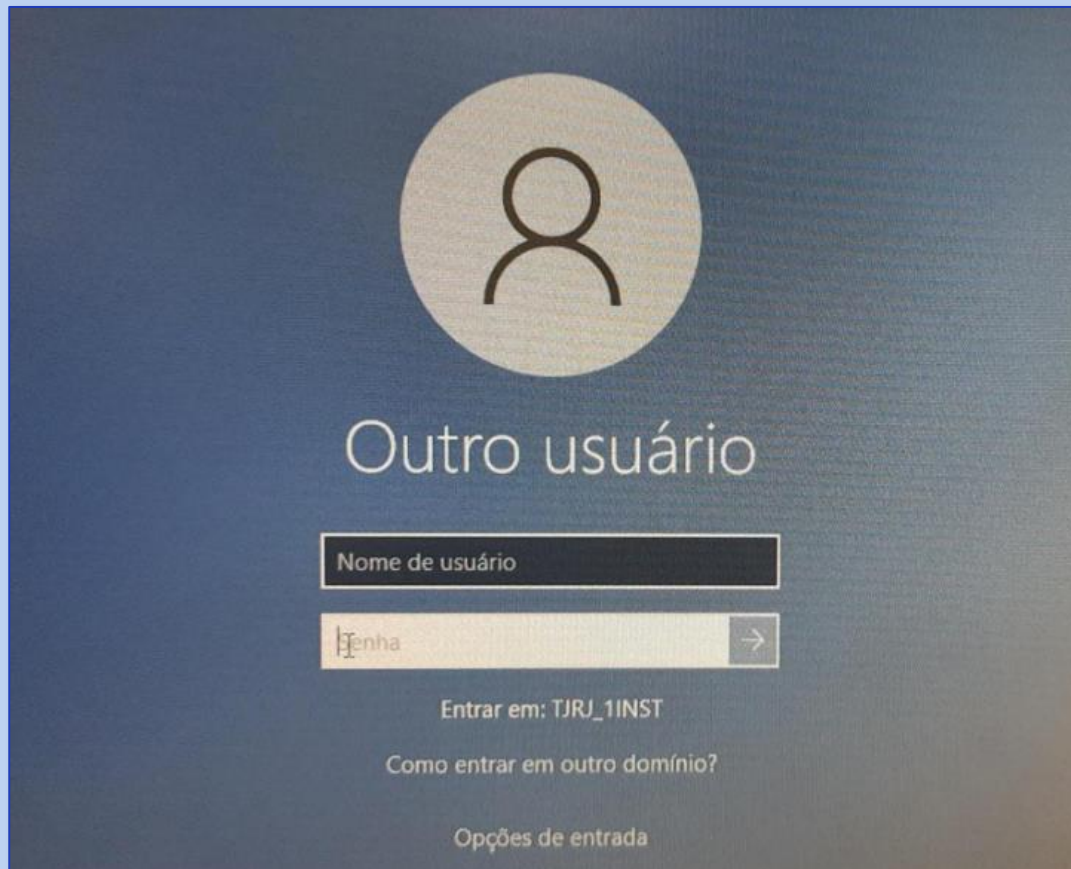 Outro usuário
Nome de usuário
Senha
Entrar em: TJRJ_1INST
Como entrar em outro domínio?
Opções de entrada